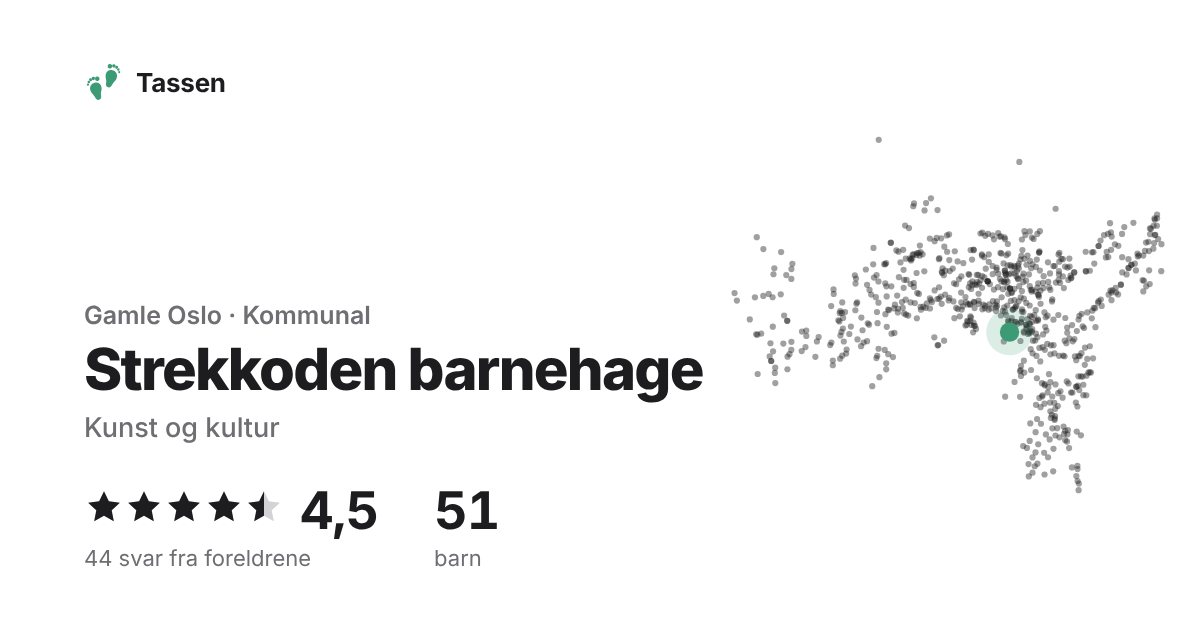 Tassen
Gamle Oslo · Kommunal
Strekkoden barnehage
Kunst og kultur
4,5
44 svar fra foreldrene
51
barn